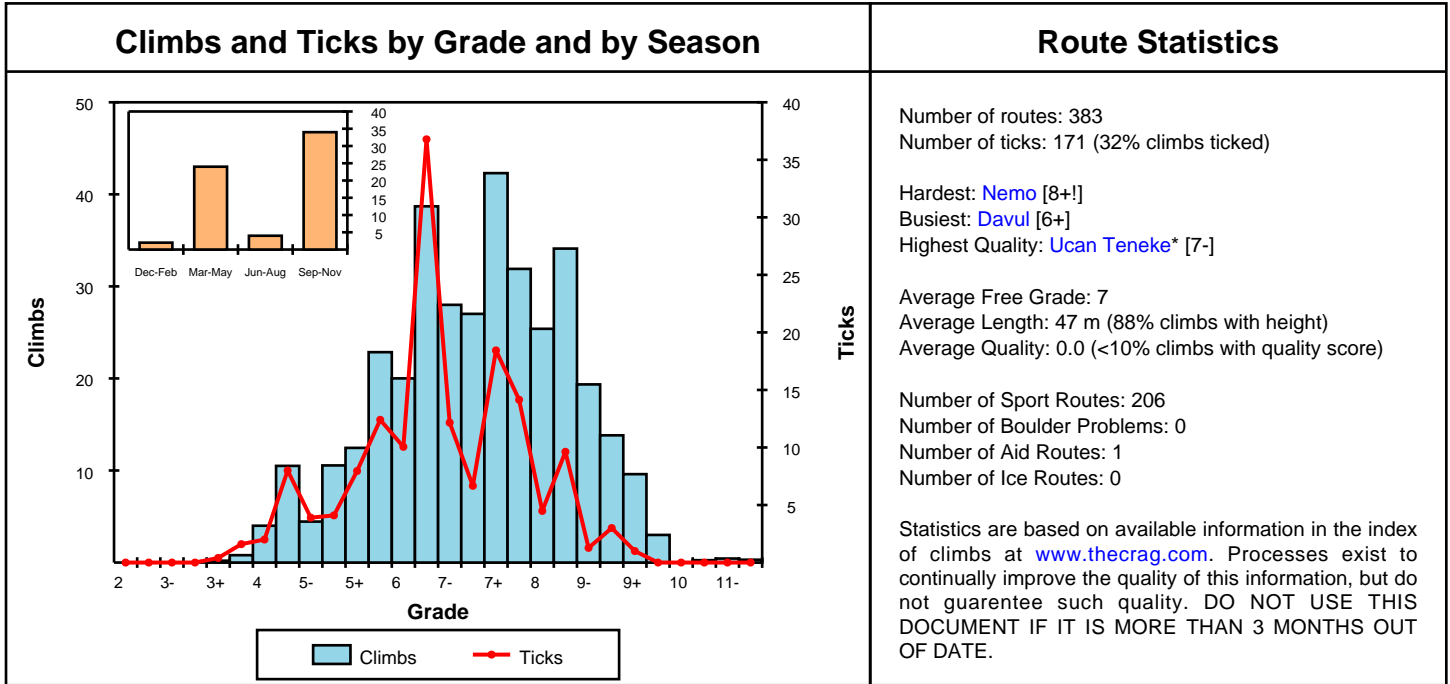 Climbs and Ticks by Grade and by Season
Route Statistics
50
40
30
20
10
Climbs
40
35
30
25
20
15
10
5
Dec-Feb Mar-May Jun-Aug Sep-Nov
40
35
30
25
20
15
10
5
Ticks
2 3- 3+ 4 5- 5+ 6 7- 7+ 8 9- 9+ 10 11-
Grade
Climbs Ticks
Number of routes: 383
Number of ticks: 171 (32% climbs ticked)
Hardest: Nemo [8+!]
Busiest: Davul [6+]
Highest Quality: Ucan Teneke* [7-]
Average Free Grade: 7
Average Length: 47 m (88% climbs with height)
Average Quality: 0.0 (<10% climbs with quality score)
Number of Sport Routes: 206
Number of Boulder Problems: 0
Number of Aid Routes: 1
Number of Ice Routes: 0
Statistics are based on available information in the index
of climbs at www.thecrag.com. Processes exist to
continually improve the quality of this information, but do
not guarentee such quality. DO NOT USE THIS
DOCUMENT IF IT IS MORE THAN 3 MONTHS OUT
OF DATE.